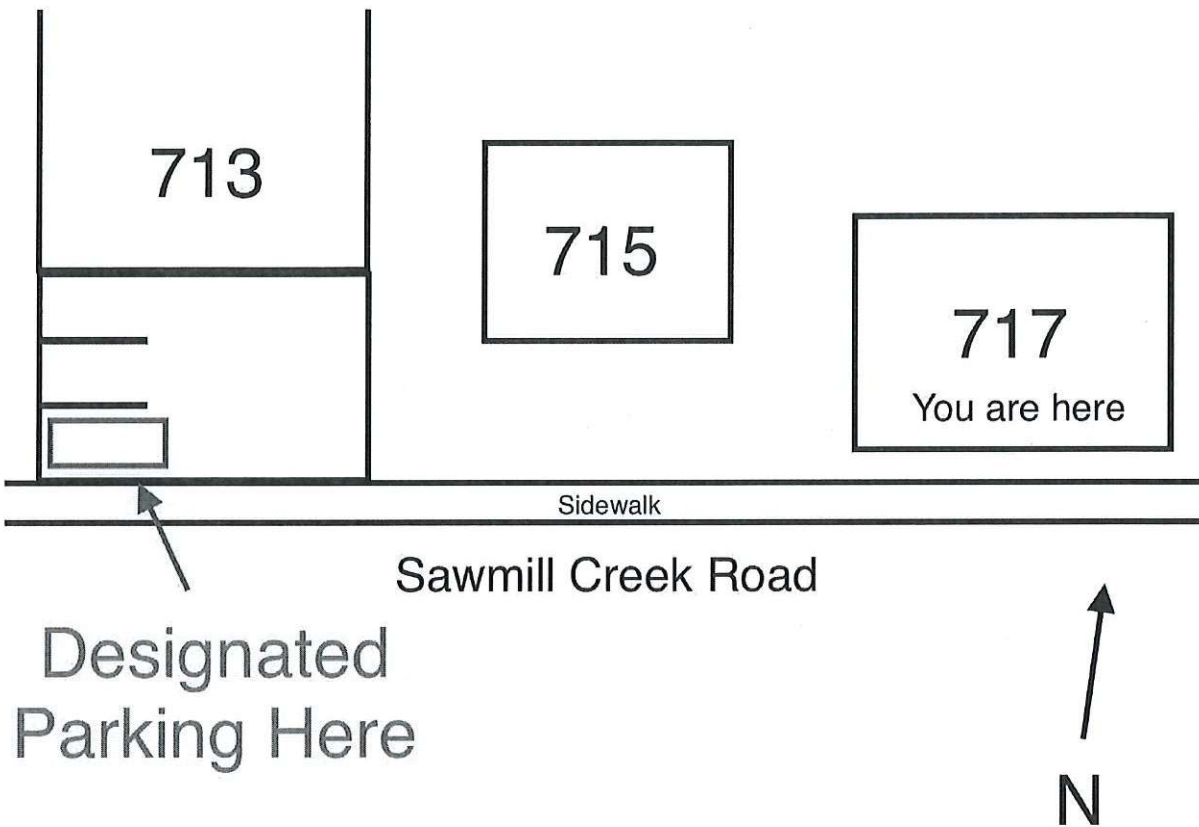 713
715
717
You are here
Sidewalk
Sawmill Creek Road
Designated
Parking Here
N